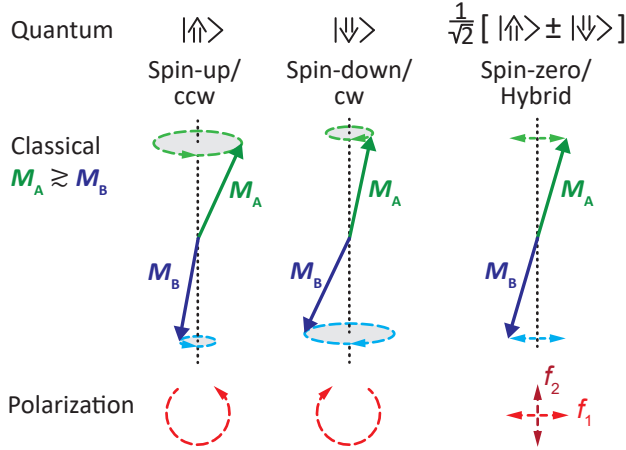 Quantum |⇑⟩ |⇓⟩ 1/√2 [ |⇑⟩ ± |⇓⟩ ]
Spin-up/ Spin-down/ Spin-zero/
ccw cw Hybrid
Classical
M_A ≳ M_B
M_A M_A M_A
M_B M_B M_B
Polarization
f_2
f_1